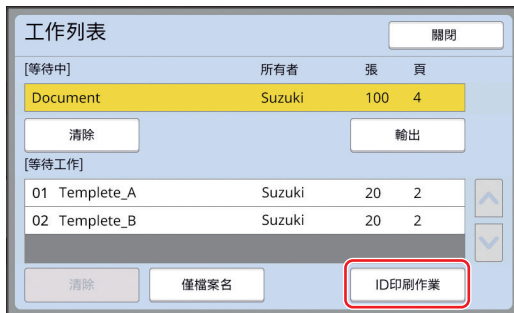 工作列表 關閉
[等待中] 所有者 張 頁
Document Suzuki 100 4
清除 輸出
[等待工作]
01 Templete_A Suzuki 20 2
02 Templete_B Suzuki 20 2
清除 僅檔案名 ID印刷作業